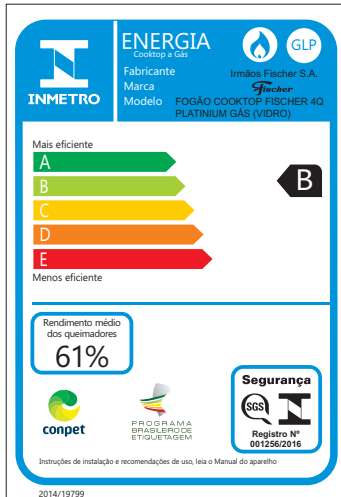 ENERGIA
Cooktop a Gás
GLP
INMETRO
Fabricante
Irmãos Fischer S.A.
Marca
Fischer
Modelo
FOGÃO COOKTOP FISCHER 4Q
PLATINIUM GÁS (VIDRO)
Mais eficiente
A
B
C
D
E
B
Menos eficiente
Rendimento médio
dos queimadores
61%
conpet
PROGRAMA
BRASILEIRO DE
ETIQUETAGEM
Segurança
SGS
Registro Nº
001256/2016
Instruções de instalação e recomendações de uso, leia o Manual do aparelho
2014/19799